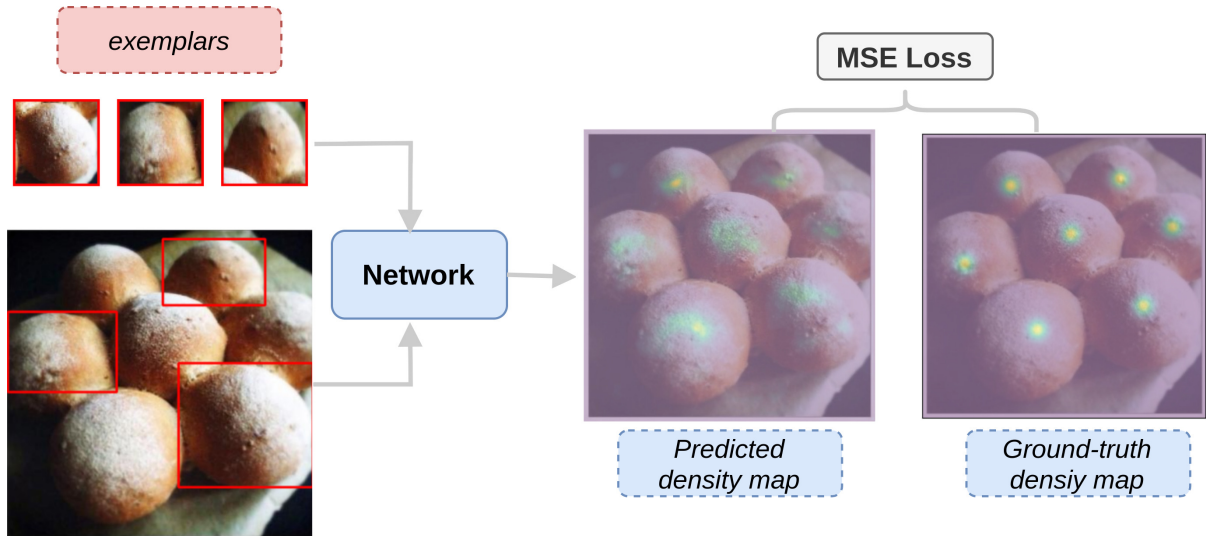 exemplars
MSE Loss
Network
Predicted
density map
Ground-truth
densiy map